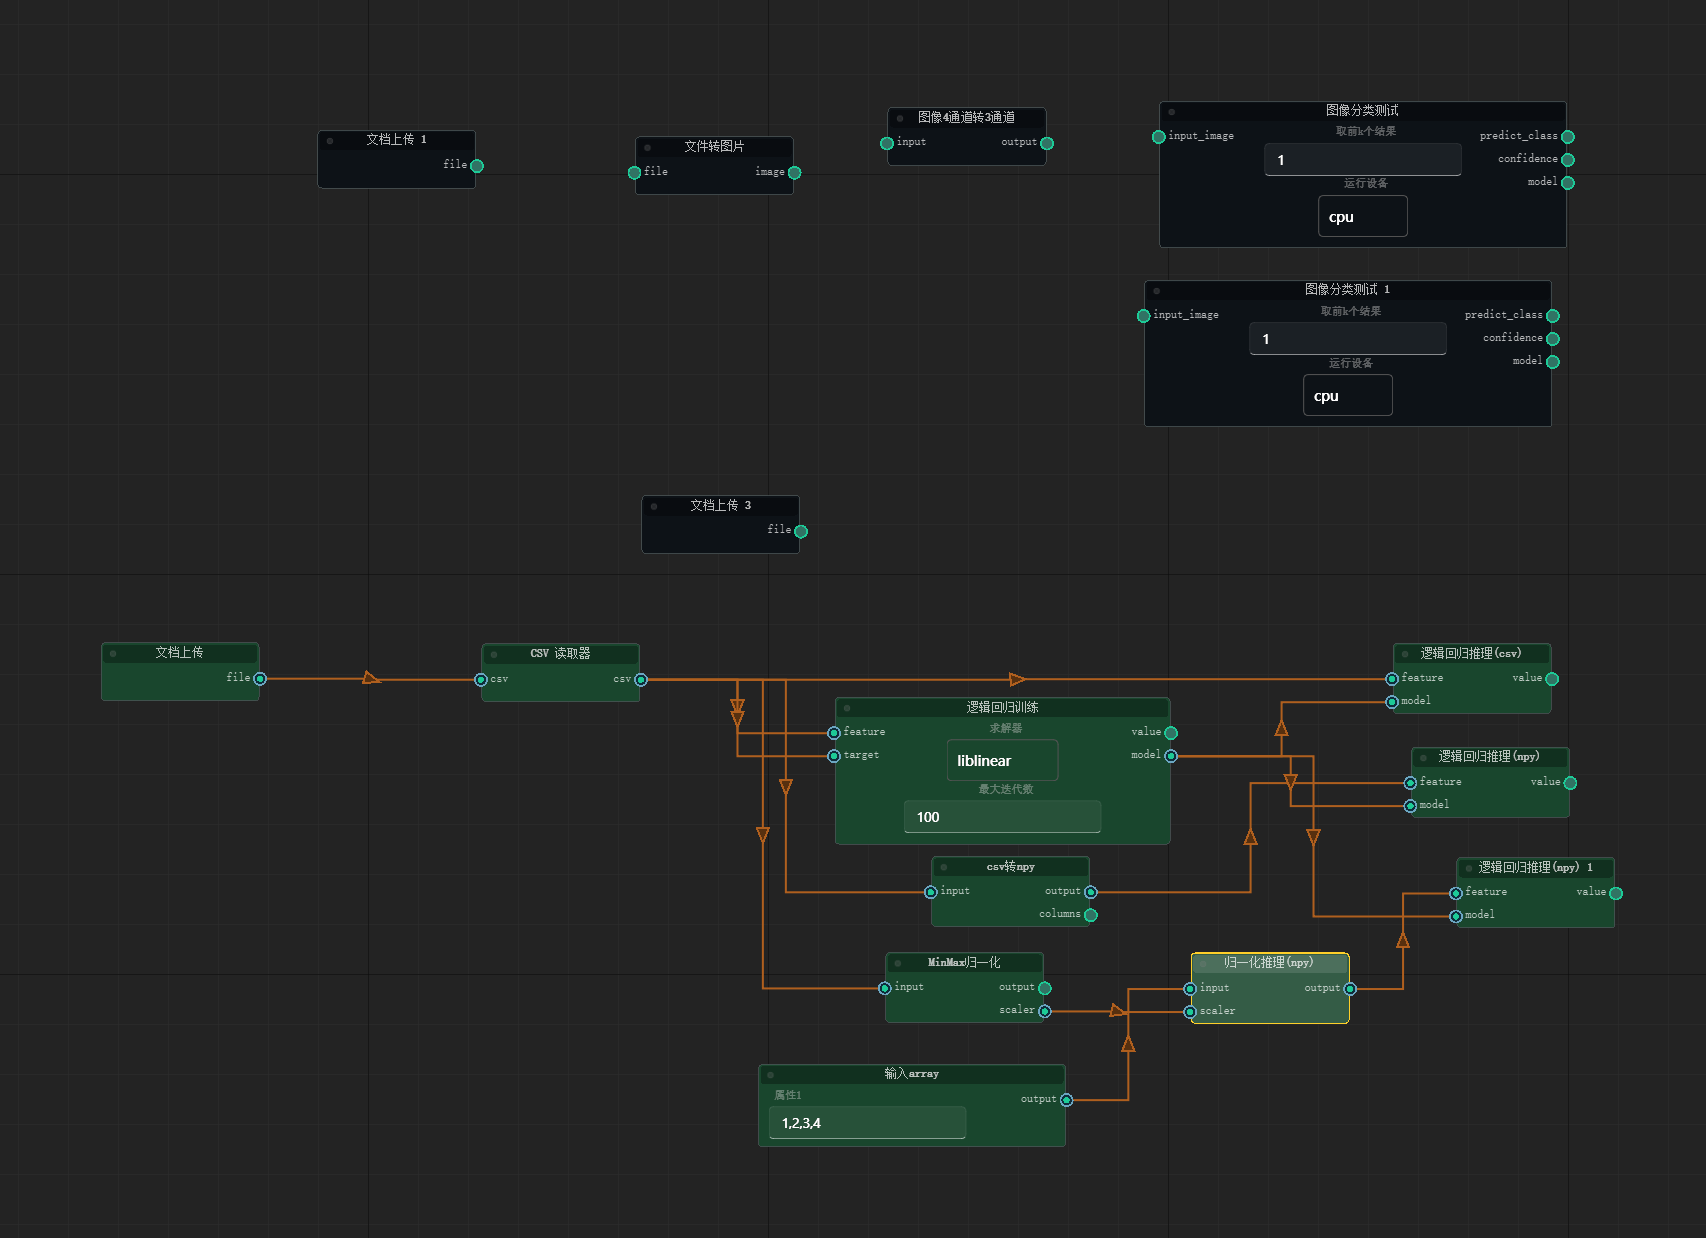 文档上传 1
file
文件转图片
file
image
图像4通道转3通道
input
output
图像分类测试
input_image
取前k个结果
1
运行设备
cpu
predict_class
confidence
model
图像分类测试 1
input_image
取前k个结果
1
运行设备
cpu
predict_class
confidence
model
文档上传 3
file
文档上传
file
CSV 读取器
csv
csv
逻辑回归训练
feature
target
求解器
liblinear
最大迭代数
100
value
model
逻辑回归推理(csv)
feature
model
value
逻辑回归推理(npy)
feature
model
value
csv转npy
input
output
columns
逻辑回归推理(npy) 1
feature
model
value
MinMax归一化
input
output
scaler
归一化推理(npy)
input
scaler
output
输入array
属性1
1,2,3,4
output